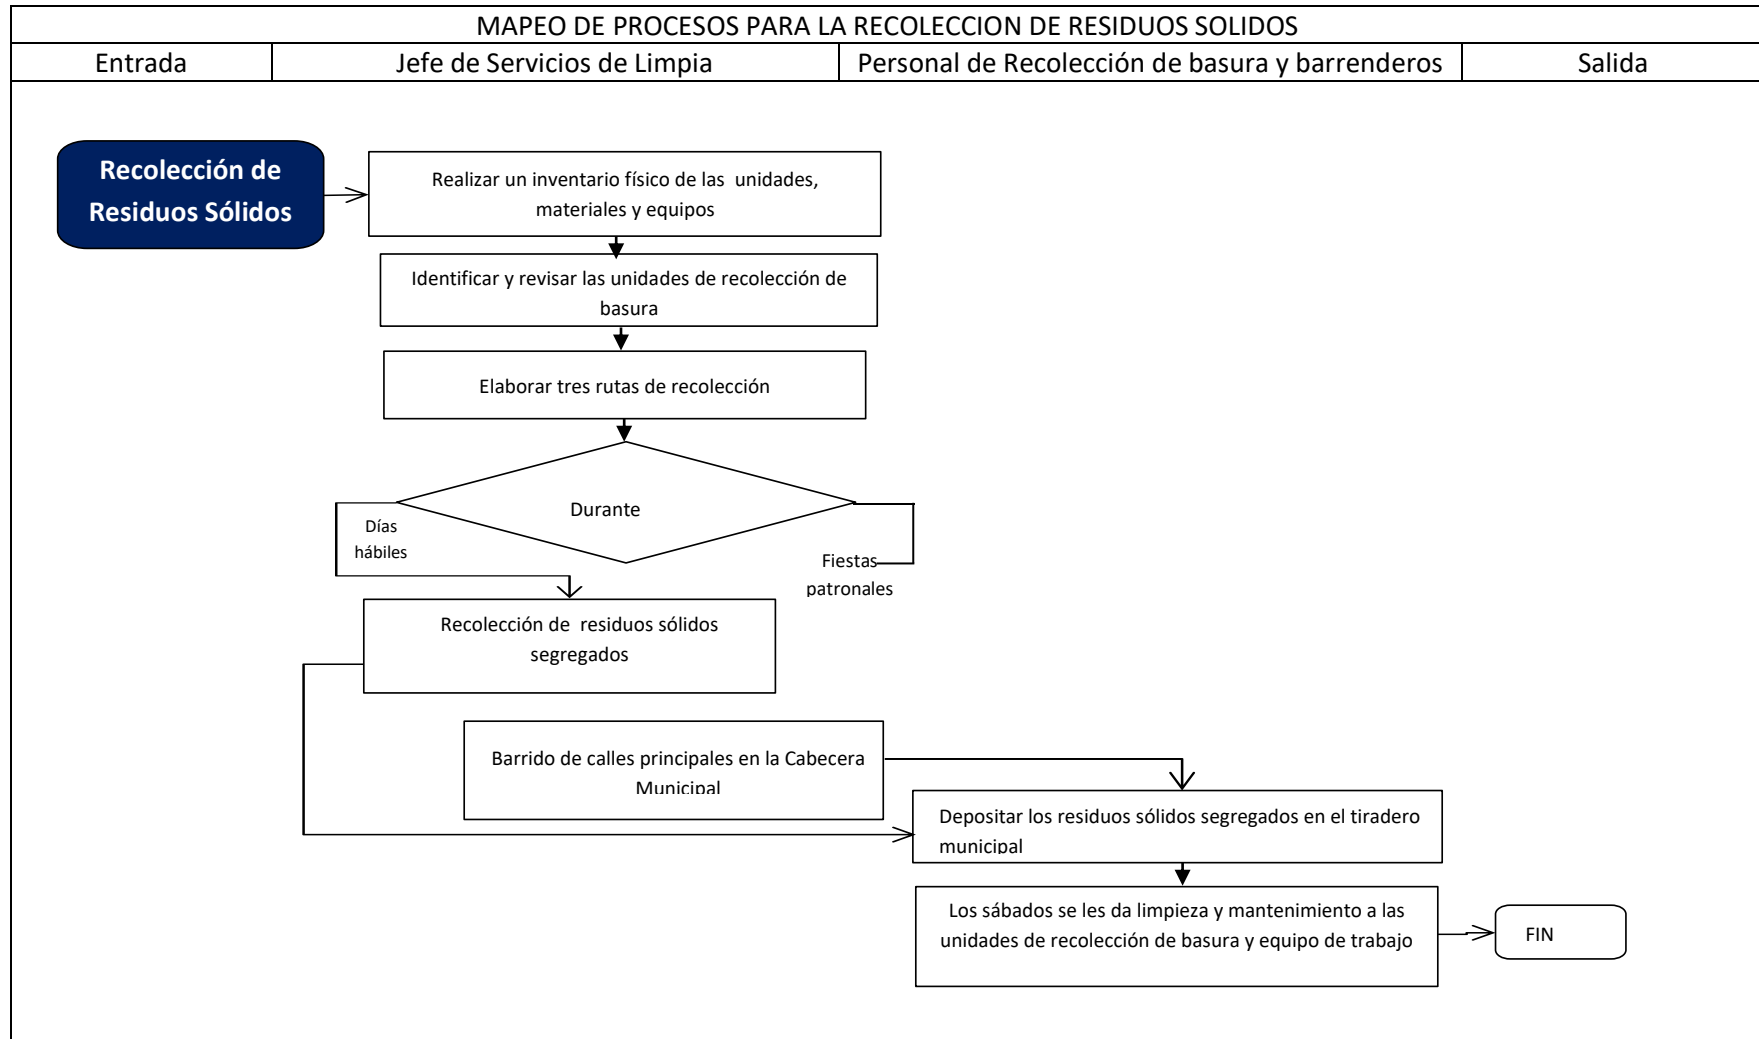 MAPEO DE PROCESOS PARA LA RECOLECCION DE RESIDUOS SOLIDOS
Entrada
Jefe de Servicios de Limpia
Personal de Recolección de basura y barrenderos
Salida
Recolección de
Residuos Sólidos
Realizar un inventario físico de las unidades,
materiales y equipos
Identificar y revisar las unidades de recolección de
basura
Elaborar tres rutas de recolección
Durante
Días
hábiles
Fiestas
patronales
Recolección de residuos sólidos
segregados
Barrido de calles principales en la Cabecera
Municipal
Depositar los residuos sólidos segregados en el tiradero
municipal
Los sábados se les da limpieza y mantenimiento a las
unidades de recolección de basura y equipo de trabajo
FIN